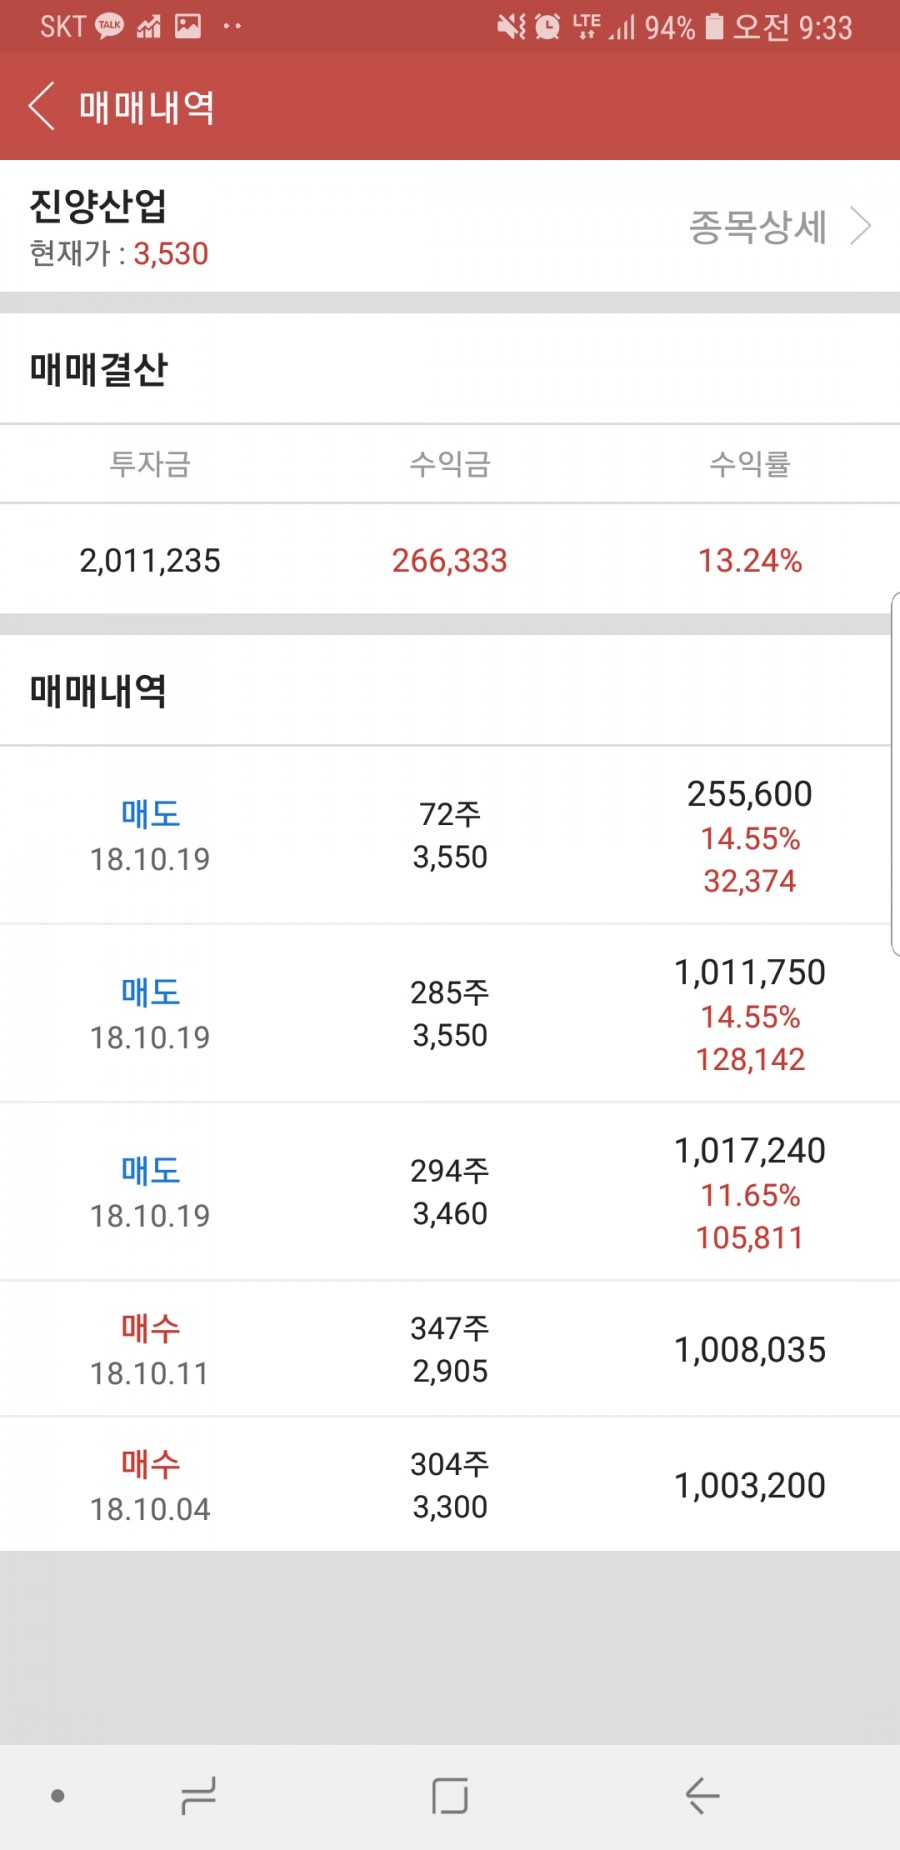 SKT TALK LTE 94% 오전 9:33
매매내역
진양산업
현재가 : 3,530
종목상세
매매결산
투자금 수익금 수익률
2,011,235 266,333 13.24%
매매내역
매도
18.10.19
72주
3,550
255,600
14.55%
32,374
매도
18.10.19
285주
3,550
1,011,750
14.55%
128,142
매도
18.10.19
294주
3,460
1,017,240
11.65%
105,811
매수
18.10.11
347주
2,905
1,008,035
매수
18.10.04
304주
3,300
1,003,200